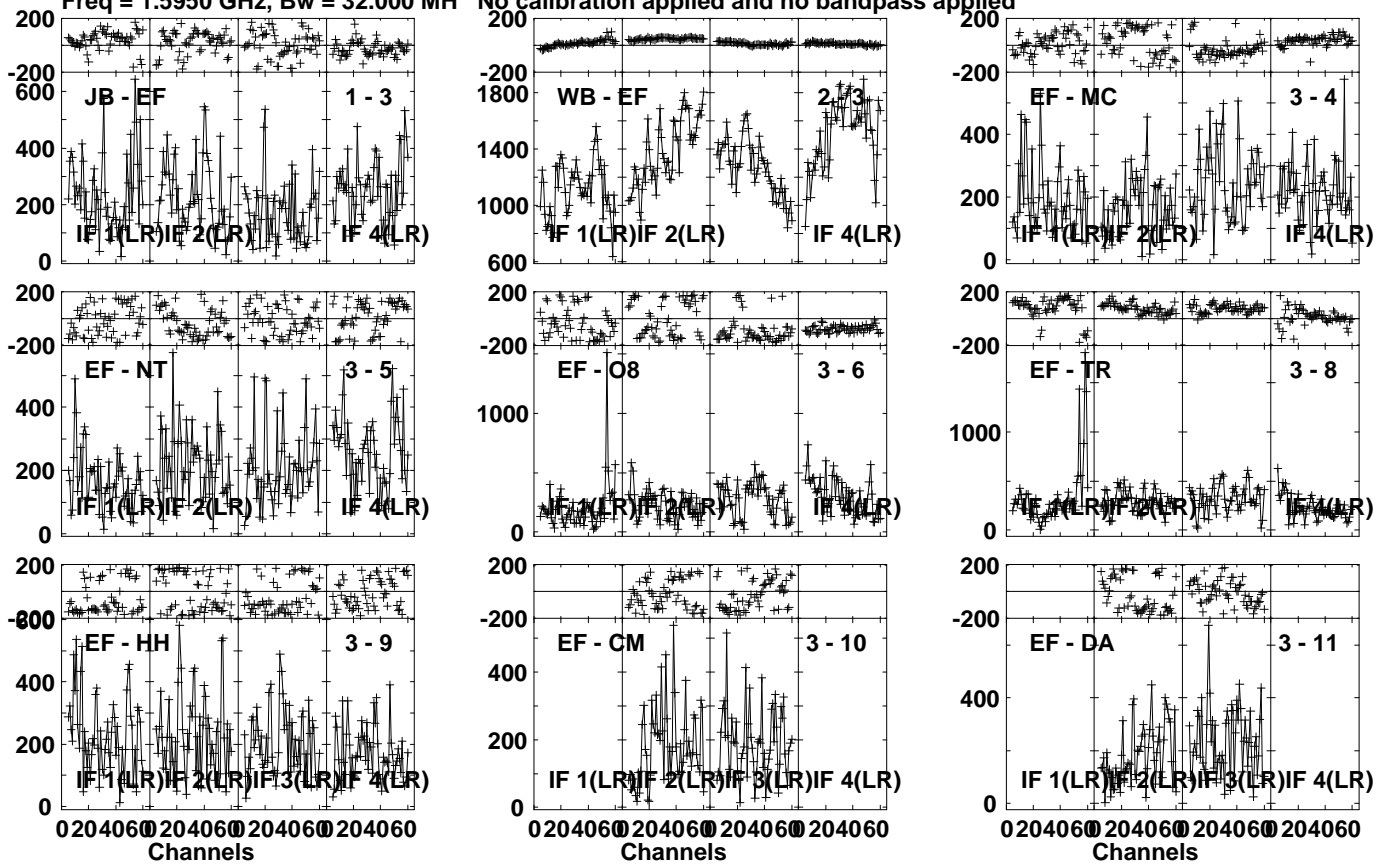 Freq = 1.5950 GHz, Bw = 32.000 MH No calibration applied and no bandpass applied
200
-200
600
400
200
0
JB - EF 1 - 3
IF 1(LR) IF 2(LR) IF 4(LR)
200
-200
1800
1400
1000
600
WB - EF 2 - 3
IF 1(LR) IF 2(LR) IF 4(LR)
200
-200
400
200
0
EF - MC 3 - 4
IF 1(LR) IF 2(LR) IF 4(LR)
200
-200
400
200
0
EF - NT 3 - 5
IF 1(LR) IF 2(LR) IF 4(LR)
200
-200
1000
0
EF - O8 3 - 6
IF 1(LR) IF 2(LR) IF 4(LR)
200
-200
1000
0
EF - TR 3 - 8
IF 1(LR) IF 2(LR) IF 4(LR)
200
-200
600
400
200
0
EF - HH 3 - 9
IF 1(LR) IF 2(LR) IF 3(LR) IF 4(LR)
0 20 40 60 0 20 40 60 0 20 40 60 0 20 40 60
Channels
200
-200
400
200
0
EF - CM 3 - 10
IF 1(LR) IF 2(LR) IF 3(LR) IF 4(LR)
0 20 40 60 0 20 40 60 0 20 40 60 0 20 40 60
Channels
200
-200
400
0
EF - DA 3 - 11
IF 1(LR) IF 2(LR) IF 3(LR) IF 4(LR)
0 20 40 60 0 20 40 60 0 20 40 60 0 20 40 60
Channels